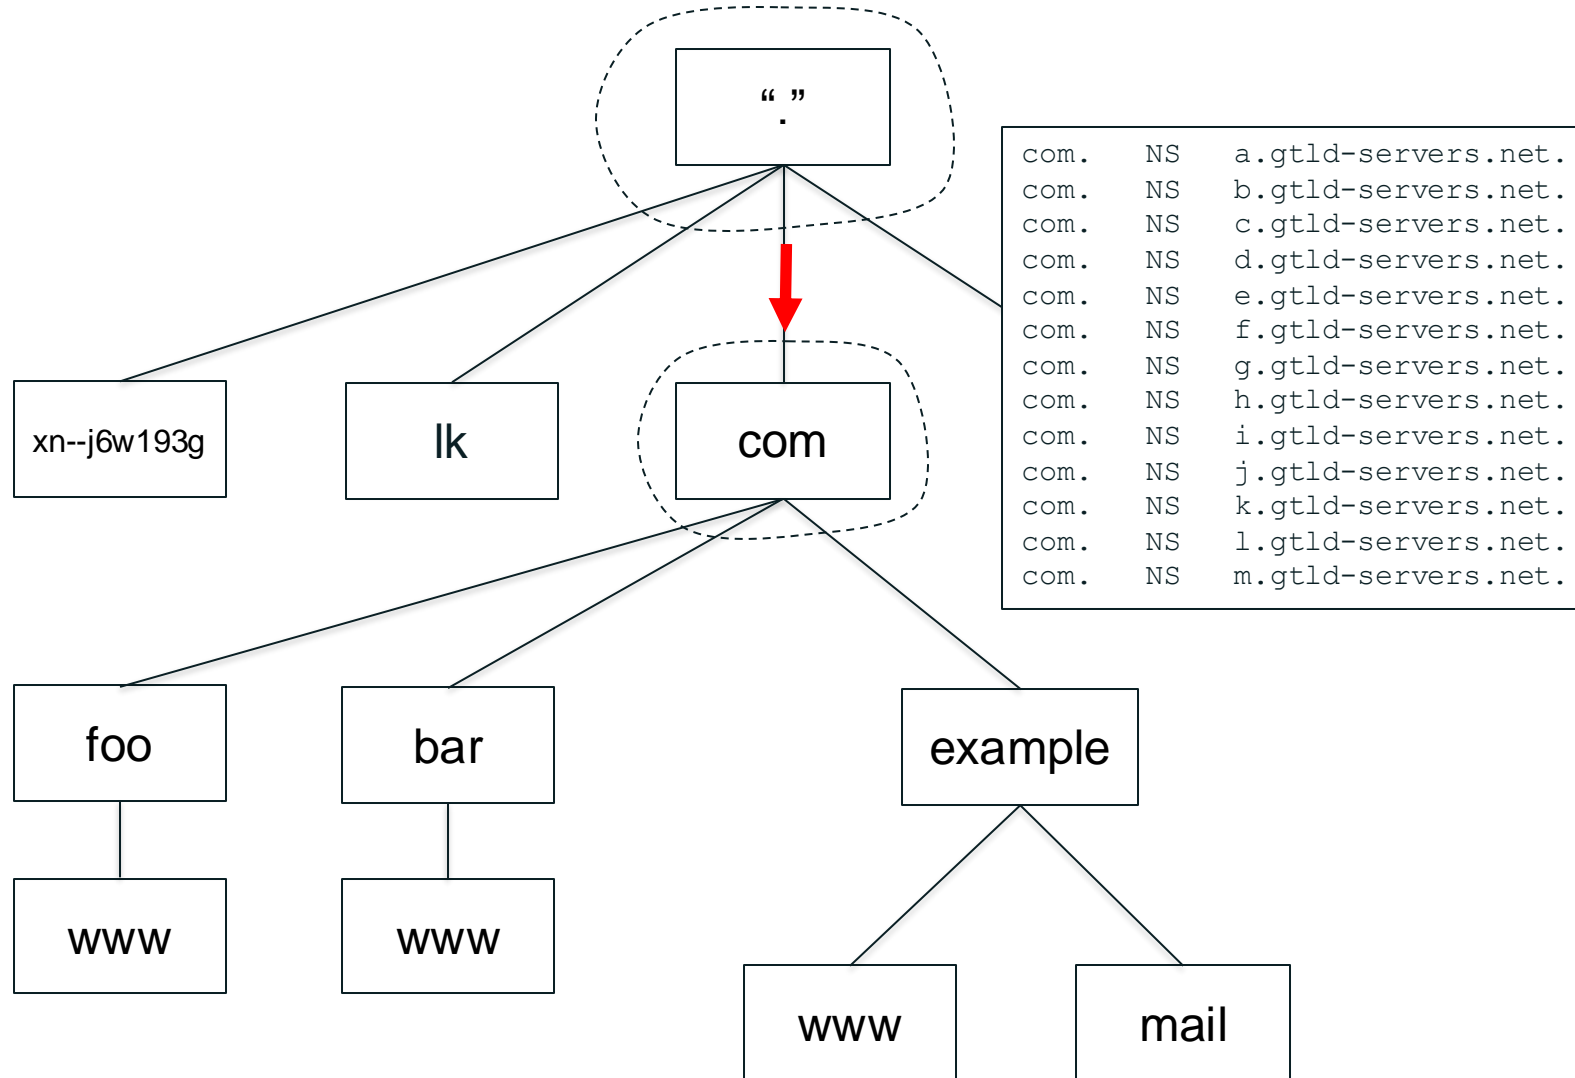 “.”
com. NS a.gtld-servers.net.
com. NS b.gtld-servers.net.
com. NS c.gtld-servers.net.
com. NS d.gtld-servers.net.
com. NS e.gtld-servers.net.
com. NS f.gtld-servers.net.
com. NS g.gtld-servers.net.
com. NS h.gtld-servers.net.
com. NS i.gtld-servers.net.
com. NS j.gtld-servers.net.
com. NS k.gtld-servers.net.
com. NS l.gtld-servers.net.
com. NS m.gtld-servers.net.
xn--j6w193g
lk
com
foo
bar
example
www
www
www
mail